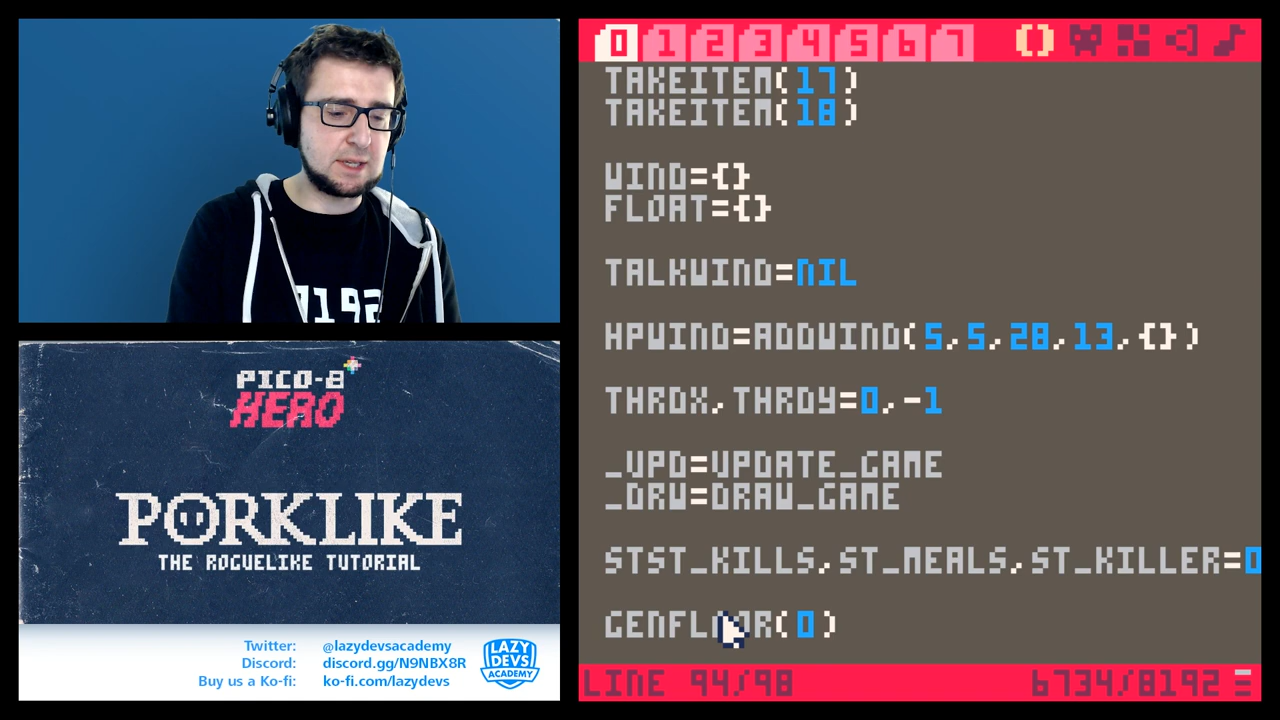 0 1 2 3 4 5 6 7
TAKEITEM(17)
TAKEITEM(18)
WIND={}
FLOAT={}
TALKWIND=NIL
HPWIND=ADDWIND(5,5,28,13,{})
THRDX,THRDY=0,-1
_UPD=UPDATE_GAME
_DRW=DRAW_GAME
STST_KILLS,ST_MEALS,ST_KILLER=0
GENFLOOR(0)
LINE 94/98 6734/8192
PICO-8
HERO
PORKLIKE
THE ROGUELIKE TUTORIAL
Twitter: @lazydevsacademy
Discord: discord.gg/N9NBX8R
Buy us a Ko-fi: ko-fi.com/lazydevs
LAZY
DEVS
ACADEMY